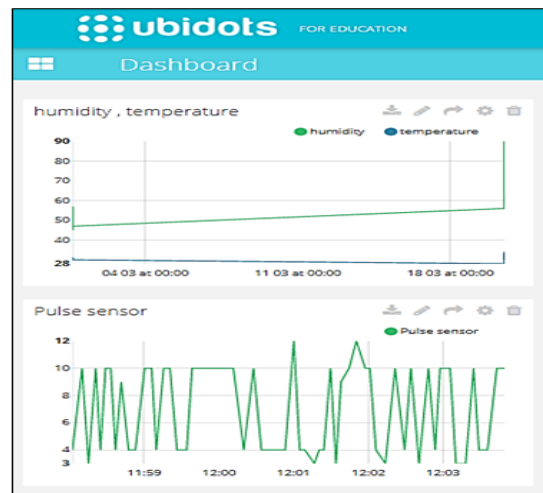 ubidots FOR EDUCATION
Dashboard
humidity , temperature
humidity temperature
90
80
70
60
50
40
28
04 03 at 00:00 11 03 at 00:00 18 03 at 00:00
Pulse sensor
Pulse sensor
12
10
8
6
4
3
11:59 12:00 12:01 12:02 12:03